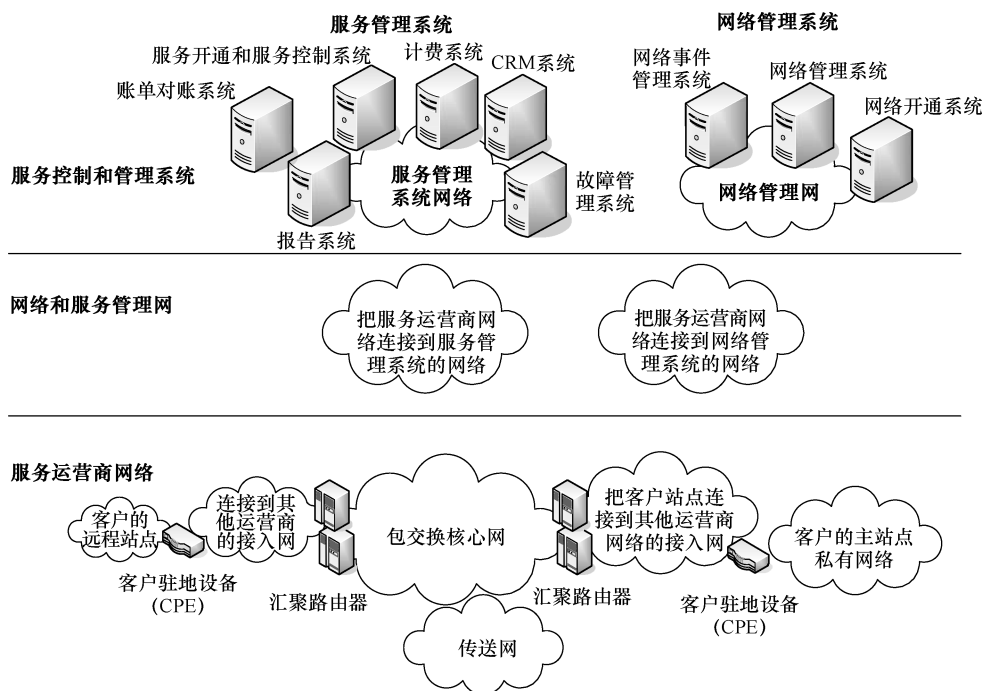 服务管理系统
网络管理系统
服务开通和服务控制系统
计费系统
CRM系统
账单对账系统
网络事件
管理系统
网络管理系统
网络开通系统
服务控制和管理系统
服务管理
系统网络
故障管
理系统
网络管理网
报告系统
网络和服务管理网
把服务运营商网
络连接到服务管
理系统的网络
把服务运营商网
络连接到网络管
理系统的网络
服务运营商网络
客户的
远程站点
连接到其
他运营商
的接入网
包交换核心网
把客户站点连
接到其他运营商
网络的接入网
客户的主站点
私有网络
客户驻地设备
(CPE)
汇聚路由器
汇聚路由器
客户驻地设备
(CPE)
传送网